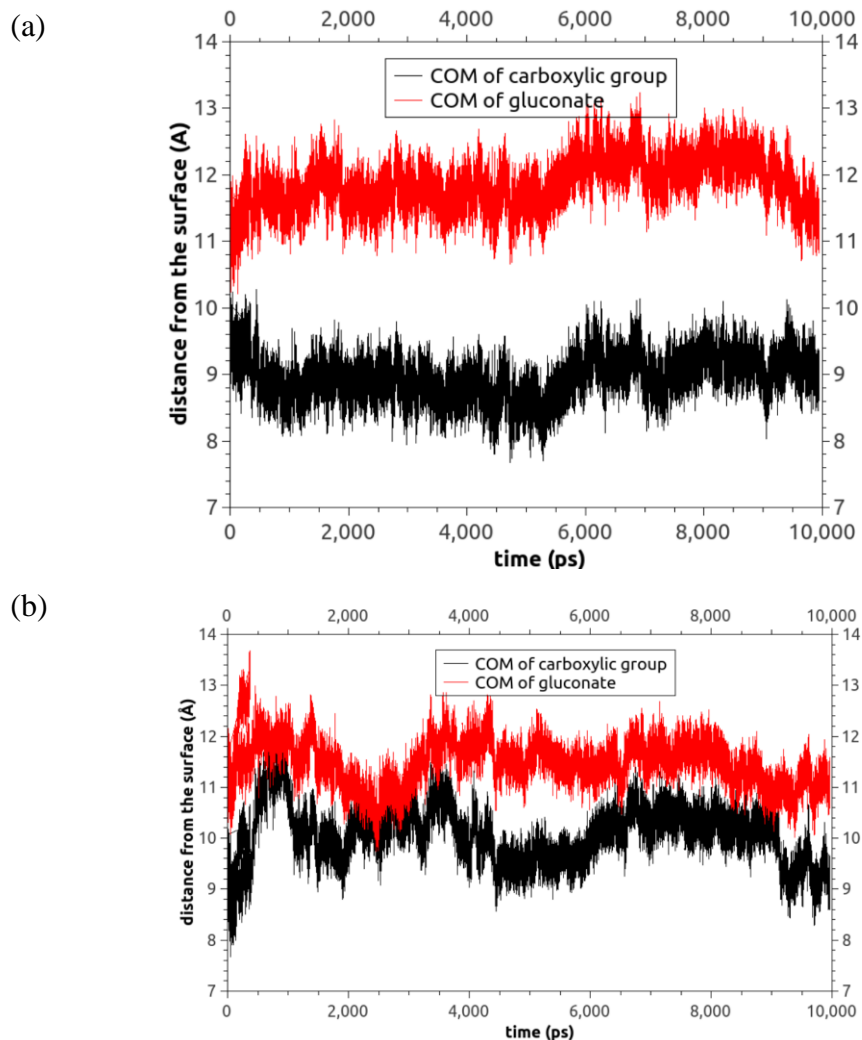 (a)
0 2,000 4,000 6,000 8,000 10,000
14 14
COM of carboxylic group
COM of gluconate
13 13
12 12
11 11
10 10
9 9
8 8
7 7
distance from the surface (A)
0 2,000 4,000 6,000 8,000 10,000
time (ps)
(b)
0 2,000 4,000 6,000 8,000 10,000
14 14
COM of carboxylic group
COM of gluconate
13 13
12 12
11 11
10 10
9 9
8 8
7 7
distance from the surface (Å)
0 2,000 4,000 6,000 8,000 10,000
time (ps)